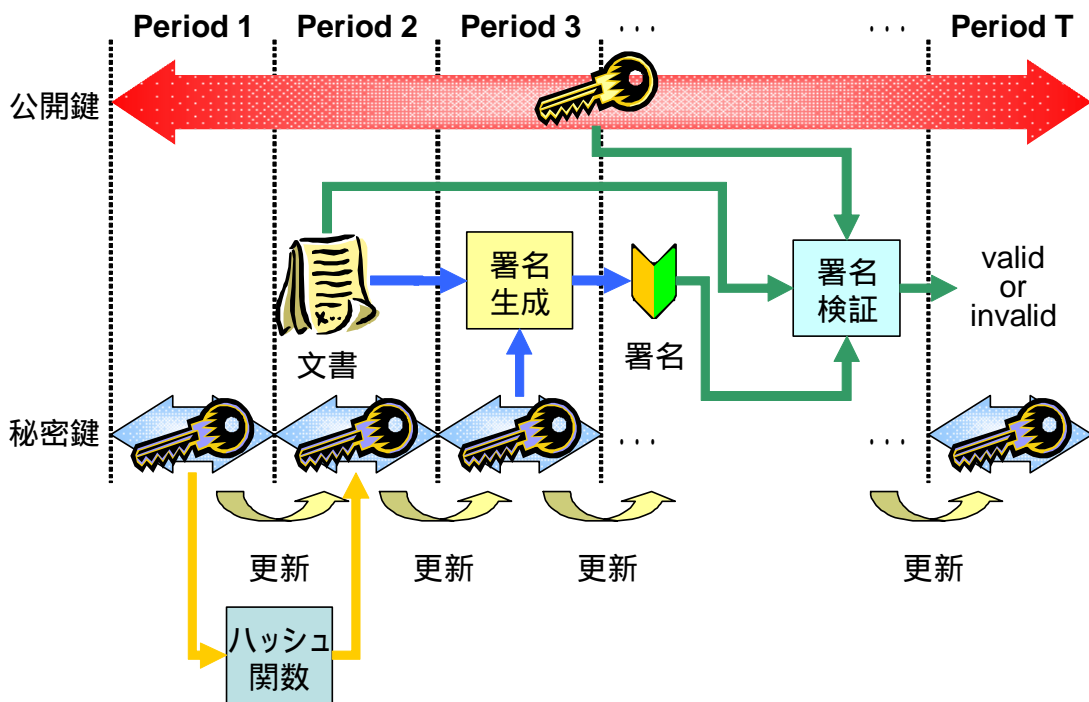 Period 1 Period 2 Period 3 ... ... Period T
公開鍵
署名
生成
署名
検証
valid
or
invalid
文書
署名
秘密鍵
... ...
更新 更新 更新 更新
ハッシュ
関数